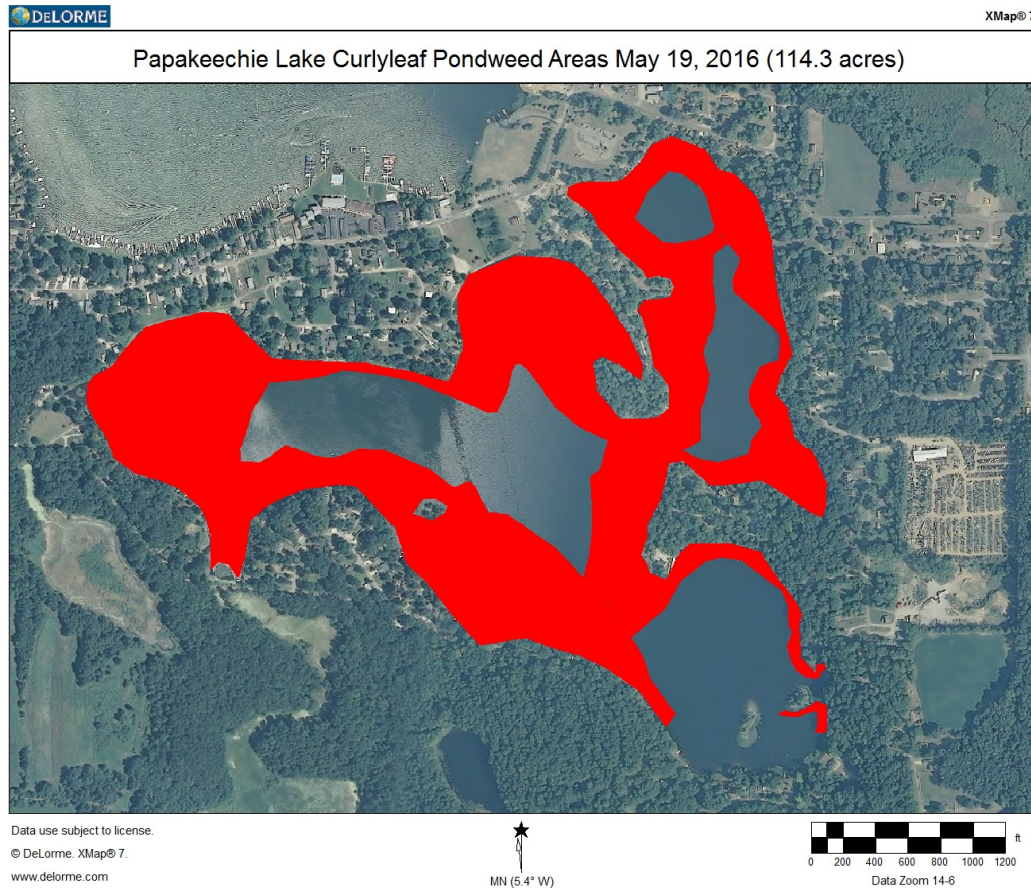 DELORME
XMap® 7
Papakeechie Lake Curlyleaf Pondweed Areas May 19, 2016 (114.3 acres)
Data use subject to license.
© DeLorme. XMap® 7.
www.delorme.com
MN (5.4° W)
ft
0 200 400 600 800 1000 1200
Data Zoom 14-6